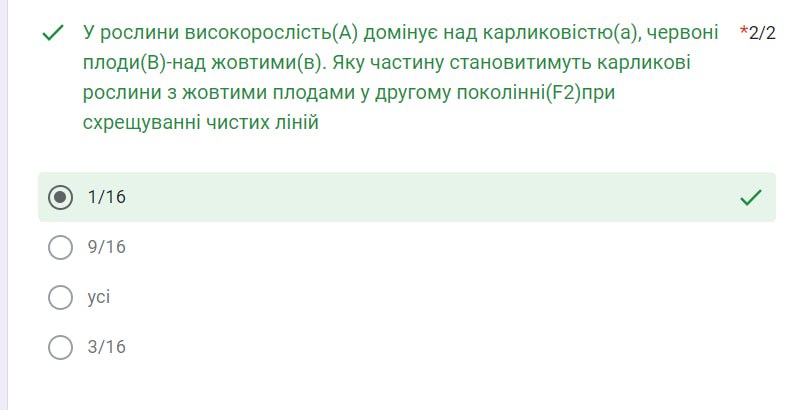 У рослини високорослість(А) домінує над карликовістю(а), червоні *2/2
плоди(В)-над жовтими(в). Яку частину становитимуть карликові
рослини з жовтими плодами у другому поколінні(F2)при
схрещуванні чистих ліній
1/16
9/16
усі
3/16